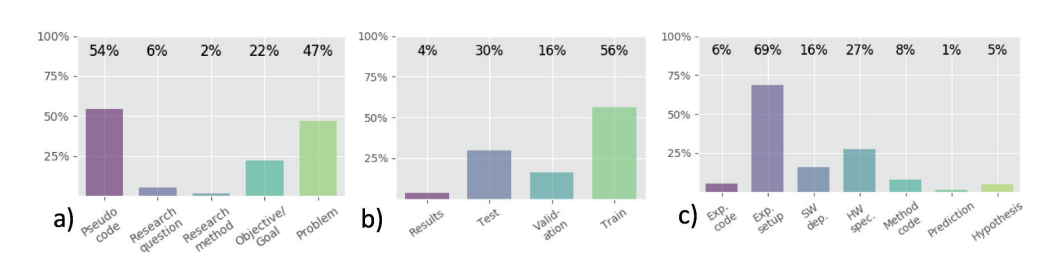 100%
75%
50%
25%
54% 6% 2% 22% 47%
Pseudo
code
Research
question
Research
method
Objective/
Goal
Problem
a)
100%
75%
50%
25%
4% 30% 16% 56%
Results
Test
Valid-
ation
Train
b)
100%
75%
50%
25%
6% 69% 16% 27% 8% 1% 5%
Exp.
code
Exp.
setup
SW
dep.
HW
spec.
Method
code
Prediction
Hypothesis
c)